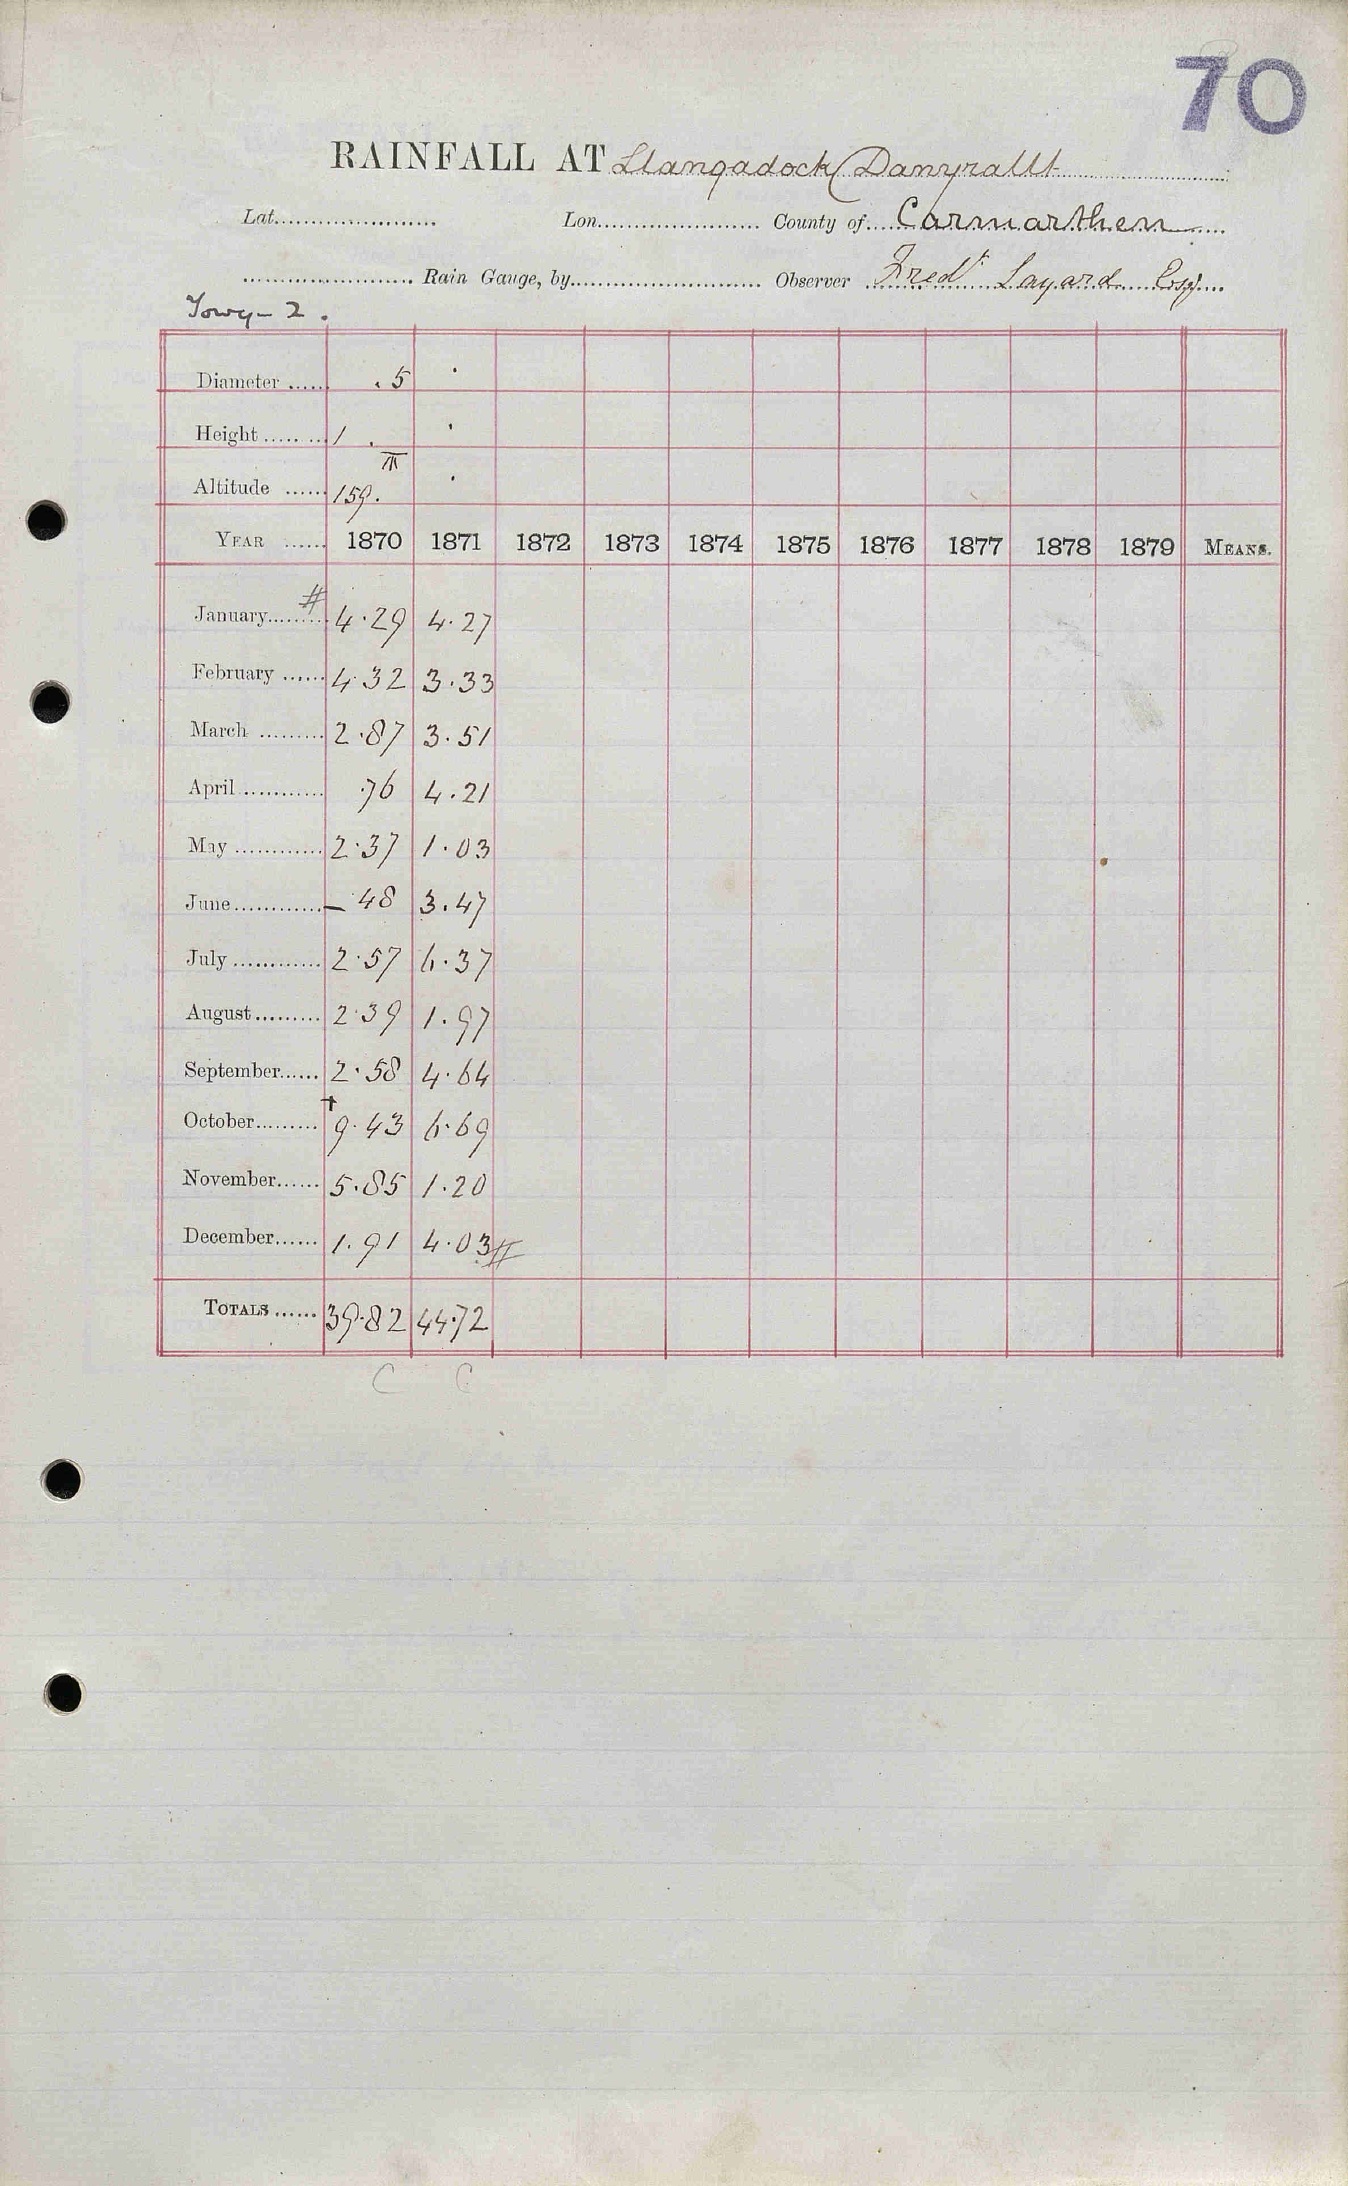 70
RAINFALL AT Llangadock (Danyrallt
Lat. Lon. County of Carmarthen
Rain Gauge, by Observer Fredk. Layard Esq.
Towy - 2.
Diameter .5 .
Height 1 . .
Altitude 159. .
YEAR 1870 1871 1872 1873 1874 1875 1876 1877 1878 1879 MEANS.
January # 4.29 4.27
February 4.32 3.33
March 2.87 3.51
April .76 4.21
May 2.37 1.03
June – .48 3.47
July 2.57 6.37
August 2.39 1.97
September 2.58 4.64
October † 9.43 6.69
November 5.85 1.20
December 1.91 4.03 #
TOTALS 39.82 44.72
C C